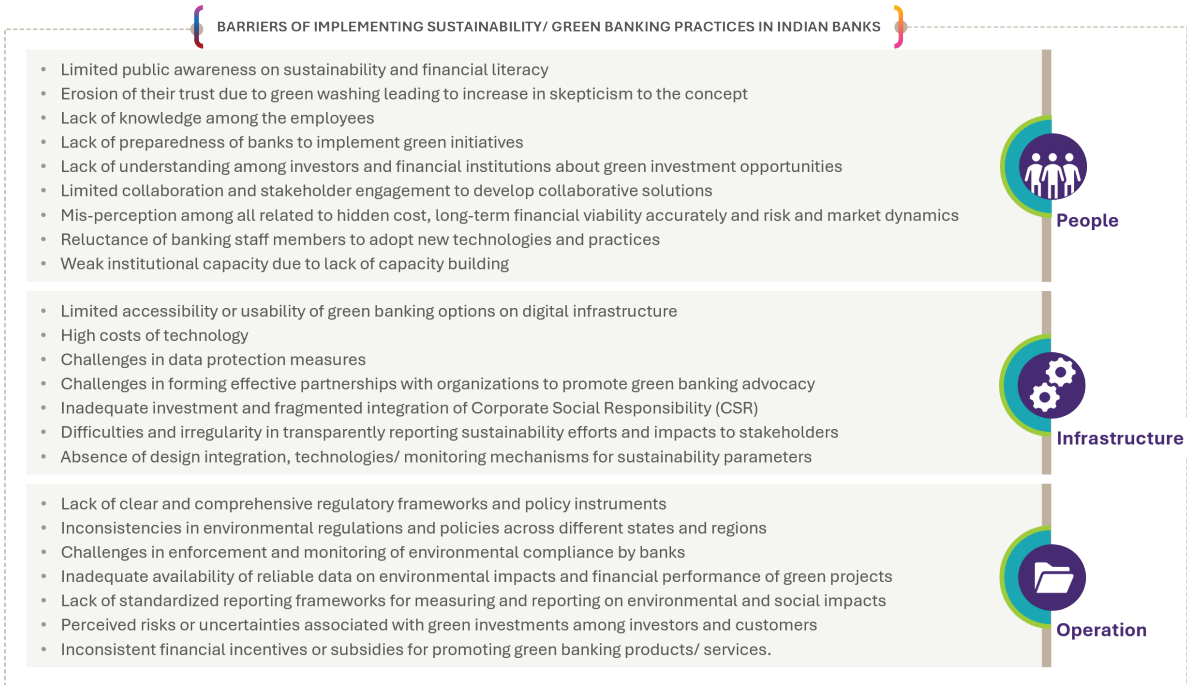 BARRIERS OF IMPLEMENTING SUSTAINABILITY/ GREEN BANKING PRACTICES IN INDIAN BANKS
• Limited public awareness on sustainability and financial literacy
• Erosion of their trust due to green washing leading to increase in skepticism to the concept
• Lack of knowledge among the employees
• Lack of preparedness of banks to implement green initiatives
• Lack of understanding among investors and financial institutions about green investment opportunities
• Limited collaboration and stakeholder engagement to develop collaborative solutions
• Mis-perception among all related to hidden cost, long-term financial viability accurately and risk and market dynamics
• Reluctance of banking staff members to adopt new technologies and practices
• Weak institutional capacity due to lack of capacity building
People
• Limited accessibility or usability of green banking options on digital infrastructure
• High costs of technology
• Challenges in data protection measures
• Challenges in forming effective partnerships with organizations to promote green banking advocacy
• Inadequate investment and fragmented integration of Corporate Social Responsibility (CSR)
• Difficulties and irregularity in transparently reporting sustainability efforts and impacts to stakeholders
• Absence of design integration, technologies/ monitoring mechanisms for sustainability parameters
Infrastructure
• Lack of clear and comprehensive regulatory frameworks and policy instruments
• Inconsistencies in environmental regulations and policies across different states and regions
• Challenges in enforcement and monitoring of environmental compliance by banks
• Inadequate availability of reliable data on environmental impacts and financial performance of green projects
• Lack of standardized reporting frameworks for measuring and reporting on environmental and social impacts
• Perceived risks or uncertainties associated with green investments among investors and customers
• Inconsistent financial incentives or subsidies for promoting green banking products/ services.
Operation